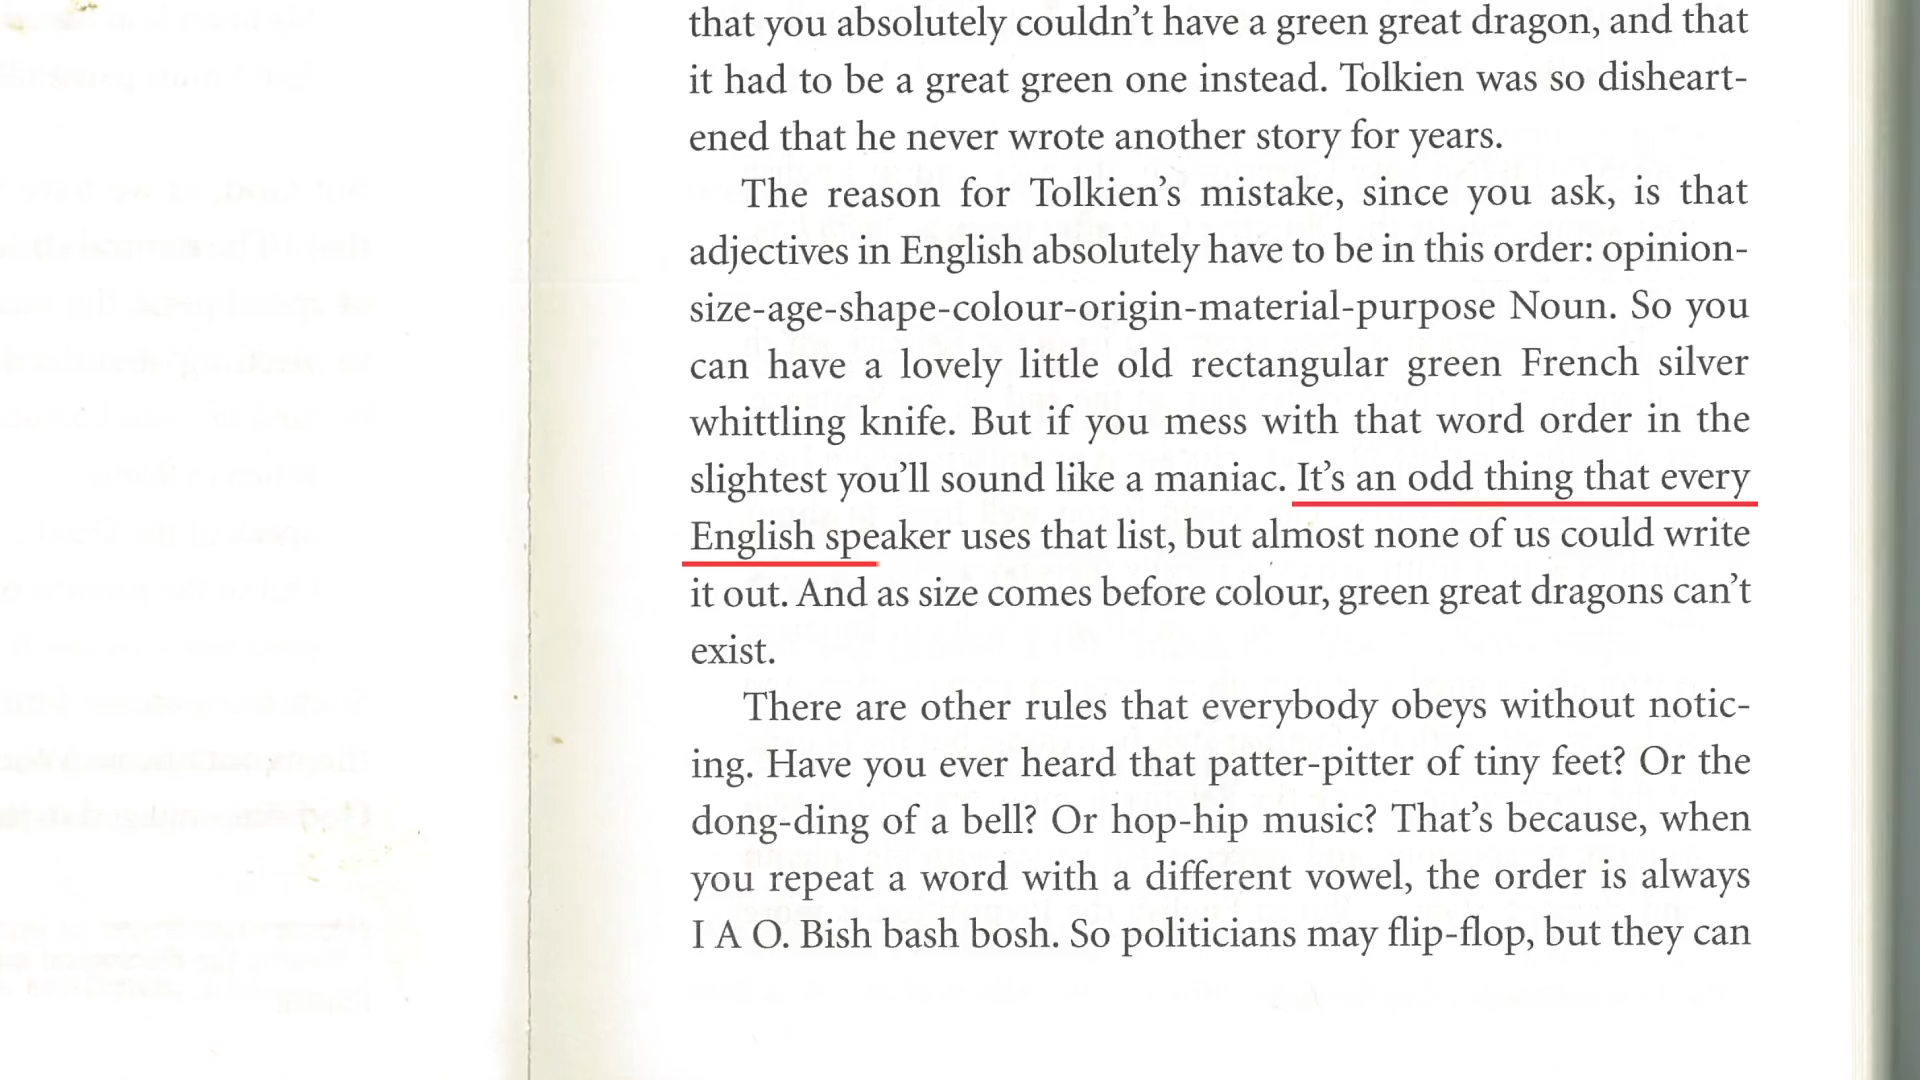 that you absolutely couldn't have a green great dragon, and that
it had to be a great green one instead. Tolkien was so disheart-
ened that he never wrote another story for years.
The reason for Tolkien's mistake, since you ask, is that
adjectives in English absolutely have to be in this order: opinion-
size-age-shape-colour-origin-material-purpose Noun. So you
can have a lovely little old rectangular green French silver
whittling knife. But if you mess with that word order in the
slightest you'll sound like a maniac. It's an odd thing that every
English speaker uses that list, but almost none of us could write
it out. And as size comes before colour, green great dragons can't
exist.
There are other rules that everybody obeys without notic-
ing. Have you ever heard that patter-pitter of tiny feet? Or the
dong-ding of a bell? Or hop-hip music? That's because, when
you repeat a word with a different vowel, the order is always
I A O. Bish bash bosh. So politicians may flip-flop, but they can